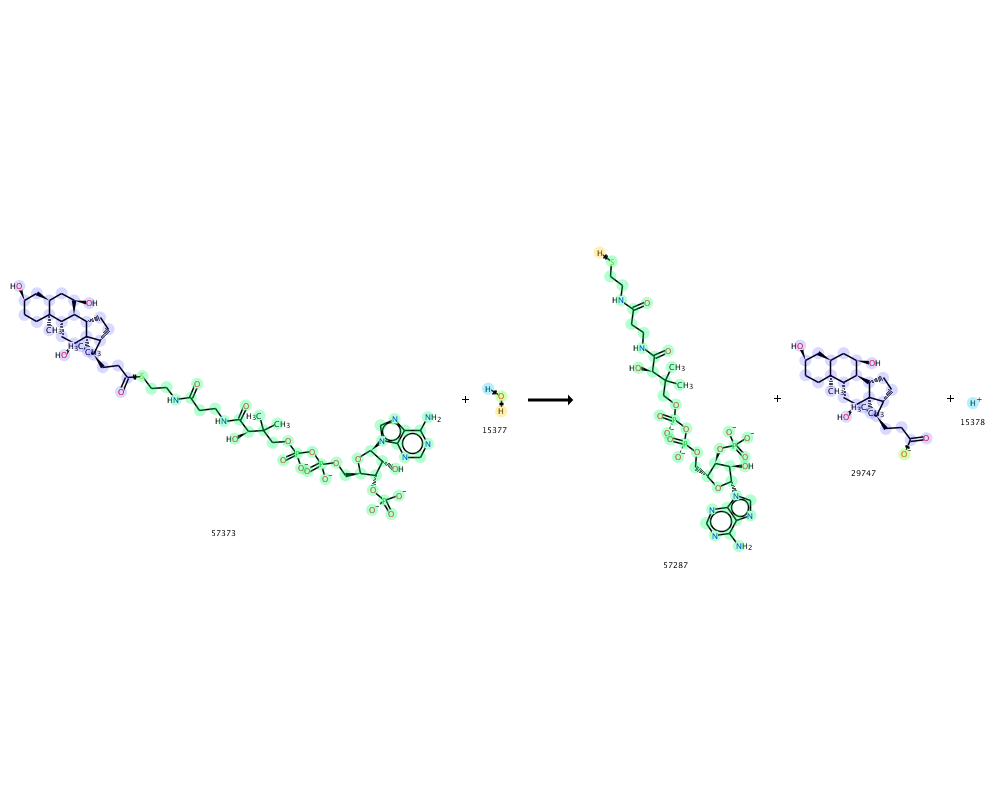 HO
OH
CH3
H3C
CH3
HO
O
S
HN
O
HN
O
HO
H3C
CH3
O
P
O
O-
O
P
O
O-
O
O
OH
O
P
O-
O-
O
N
N
N
N
NH2
57373
+
H
O
H
15377
H
S
HN
O
HN
O
HO
CH3
CH3
O
P
O
O-
O
P
O
O-
O
O
O
P
O-
O-
O
OH
N
N
N
N
NH2
57287
+
HO
OH
CH3
H3C
CH3
HO
O
O-
29747
+
H+
15378